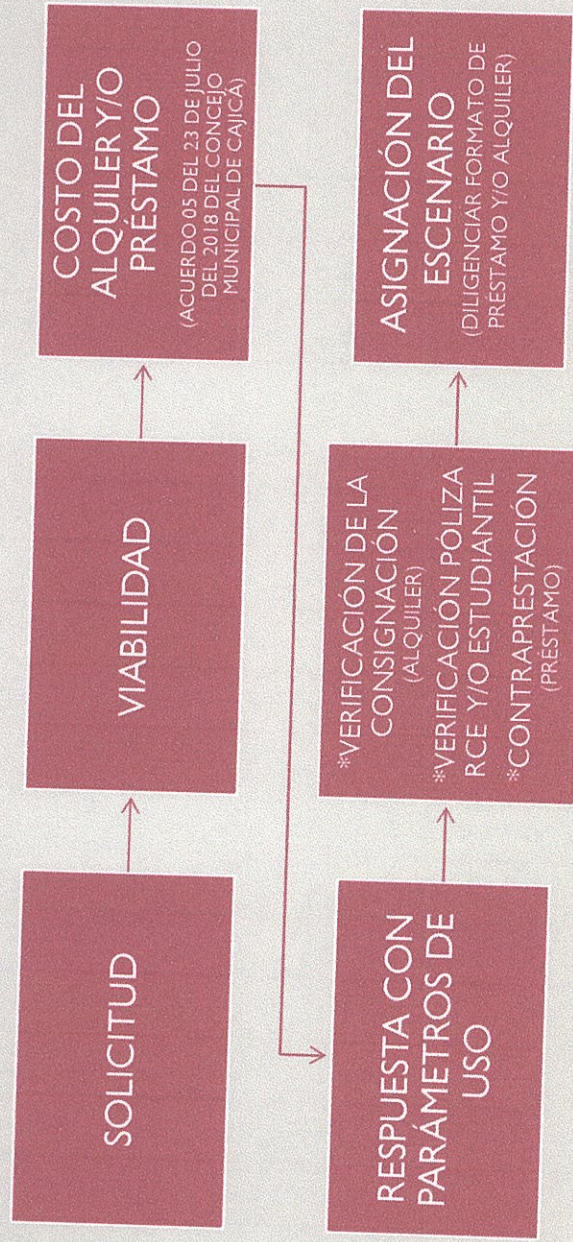 SOLICITUD
VIABILIDAD
COSTO DEL
ALQUILER Y/O
PRÉSTAMO
(ACUERDO 05 DEL 23 DE JULIO
DEL 2018 DEL CONCEJO
MUNICIPAL DE CAJICÁ)
RESPUESTA CON
PARÁMETROS DE
USO
*VERIFICACIÓN DE LA
CONSIGNACIÓN
(ALQUILER)
*VERIFICACIÓN PÓLIZA
RCE Y/O ESTUDIANTIL
*CONTRAPRESTACIÓN
(PRÉSTAMO)
ASIGNACIÓN DEL
ESCENARIO
(DILIGENCIAR FORMATO DE
PRÉSTAMO Y/O ALQUILER)